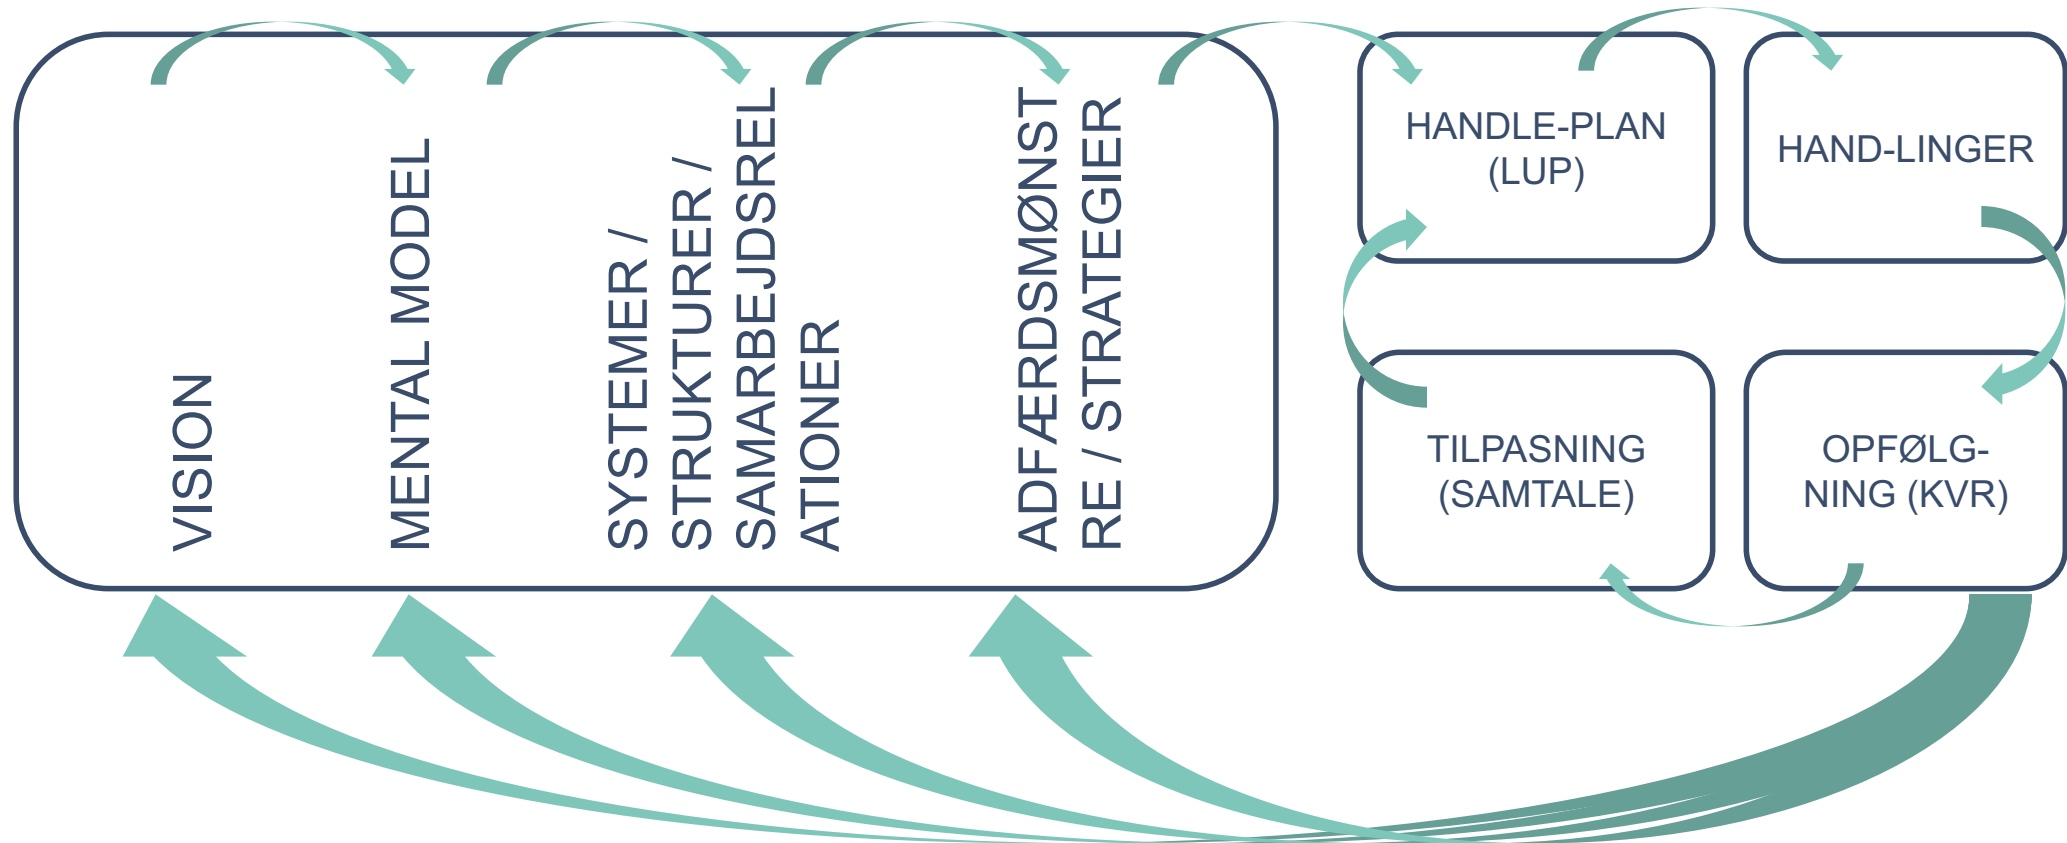 VISION
MENTAL MODEL
SYSTEMER /
STRUKTURER /
SAMARBEJDSREL
ATIONER
ADFÆRDSMØNST
RE / STRATEGIER
HANDLE-PLAN
(LUP)
HAND-LINGER
TILPASNING
(SAMTALE)
OPFØLG-
NING (KVR)